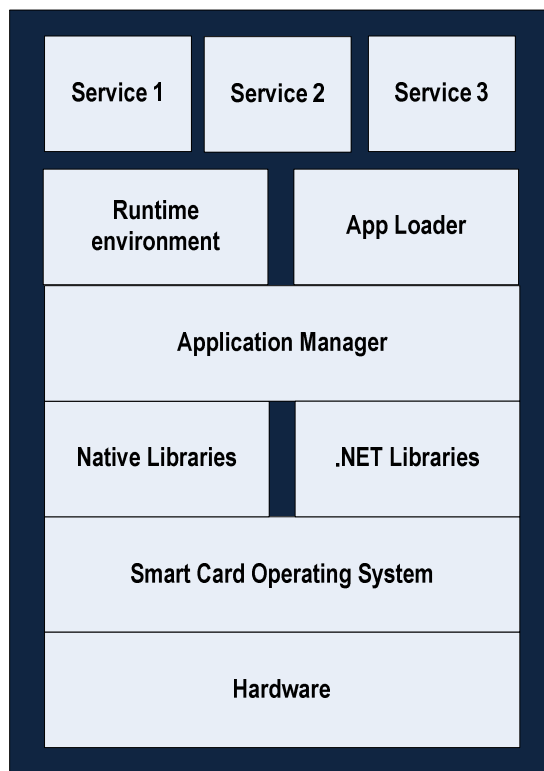 Service 1
Service 2
Service 3
Runtime
environment
App Loader
Application Manager
Native Libraries
.NET Libraries
Smart Card Operating System
Hardware